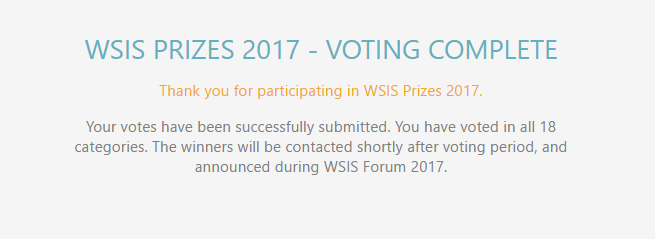 WSIS PRIZES 2017 - VOTING COMPLETE
Thank you for participating in WSIS Prizes 2017.
Your votes have been successfully submitted. You have voted in all 18
categories. The winners will be contacted shortly after voting period, and
announced during WSIS Forum 2017.